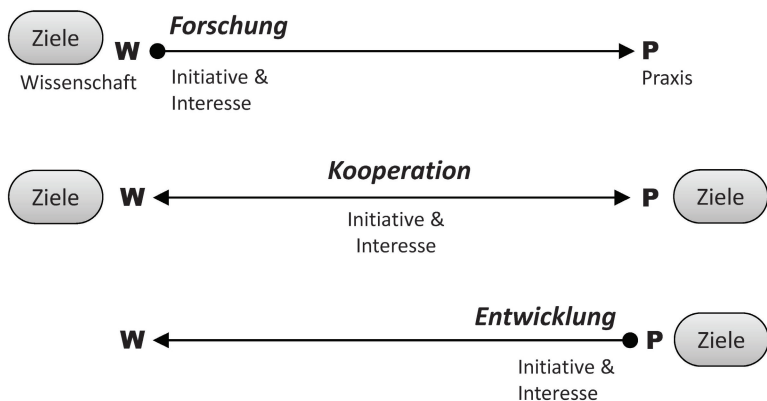 Ziele
W
Forschung
P
Wissenschaft
Initiative &
Interesse
Praxis
Ziele
W
Kooperation
P
Ziele
Initiative &
Interesse
W
Entwicklung
P
Ziele
Initiative &
Interesse